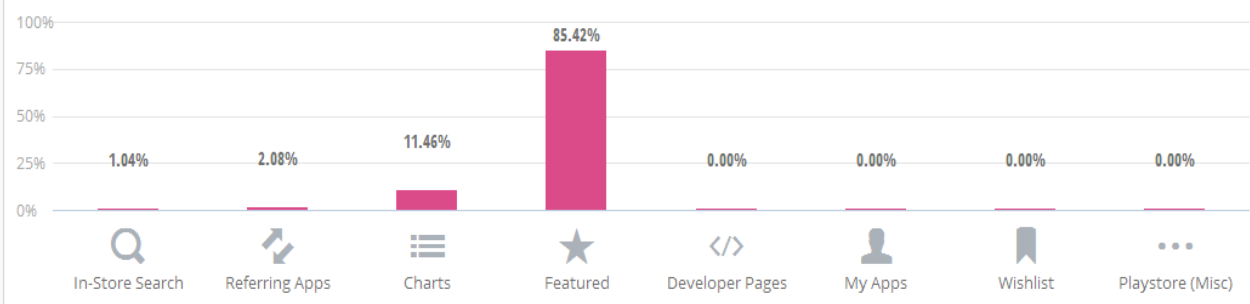 100%
85.42%
75%
50%
11.46%
25%
1.04%
2.08%
0.00%
0.00%
0.00%
0.00%
0%
In-Store Search
Referring Apps
Charts
Featured
Developer Pages
My Apps
Wishlist
Playstore (Misc)